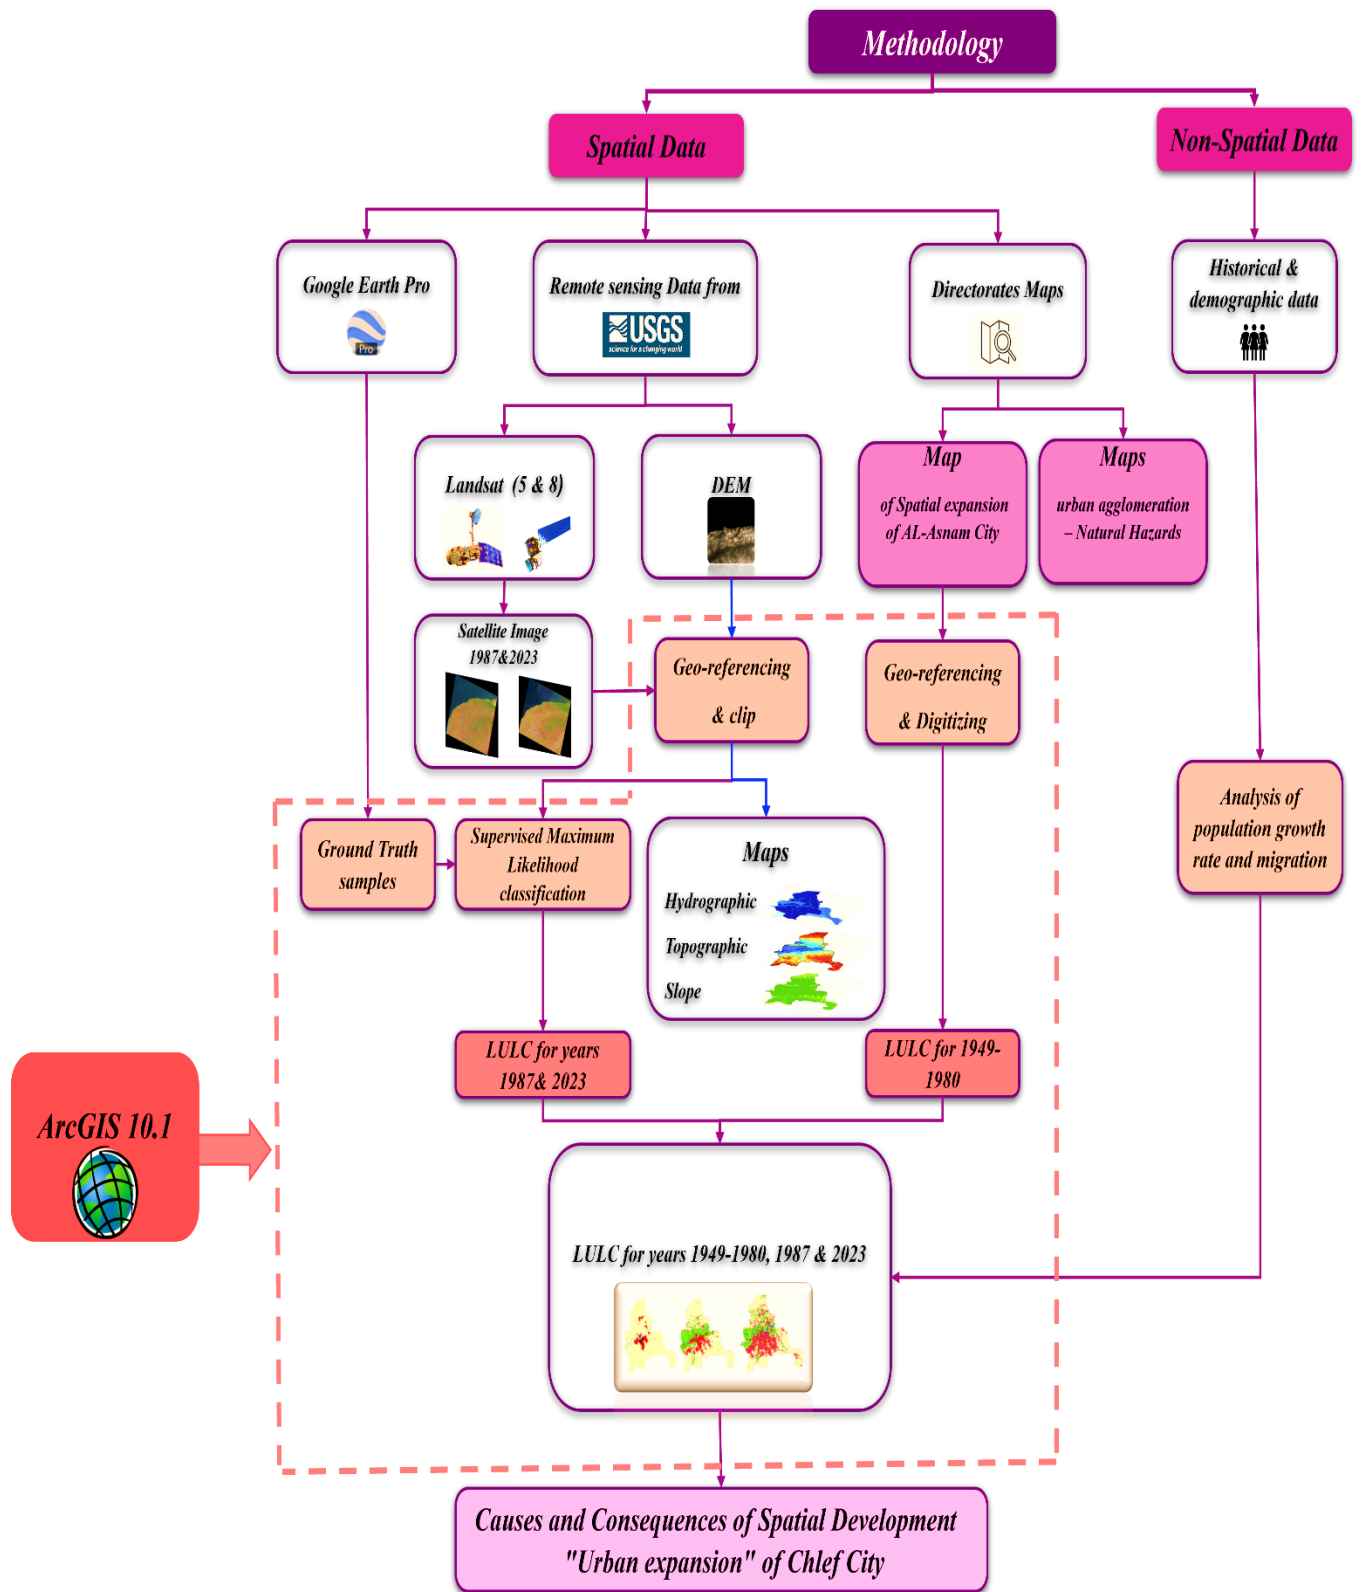 Methodology
Spatial Data
Non-Spatial Data
Google Earth Pro
Pro
Remote sensing Data from
USGS
science for a changing world
Directorates Maps
Historical &
demographic data
Landsat (5 & 8)
DEM
Map
of Spatial expansion
of AL-Asnam City
Maps
urban agglomeration
– Natural Hazards
Satellite Image
1987&2023
Geo-referencing
& clip
Geo-referencing
& Digitizing
Analysis of
population growth
rate and migration
Ground Truth
samples
Supervised Maximum
Likelihood
classification
Maps
Hydrographic
Topographic
Slope
LULC for years
1987& 2023
LULC for 1949-
1980
ArcGIS 10.1
LULC for years 1949-1980, 1987 & 2023
Causes and Consequences of Spatial Development
"Urban expansion" of Chlef City